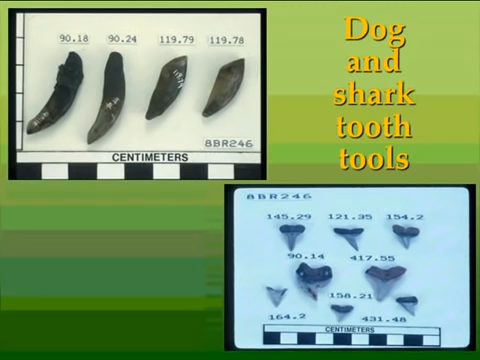 90.18 90.24 119.79 119.78
8BR246
CENTIMETERS
Dog
and
shark
tooth
tools
8BR246
145.29 121.35 154.2
90.14 417.55
158.21
164.2 431.48
CENTIMETERS